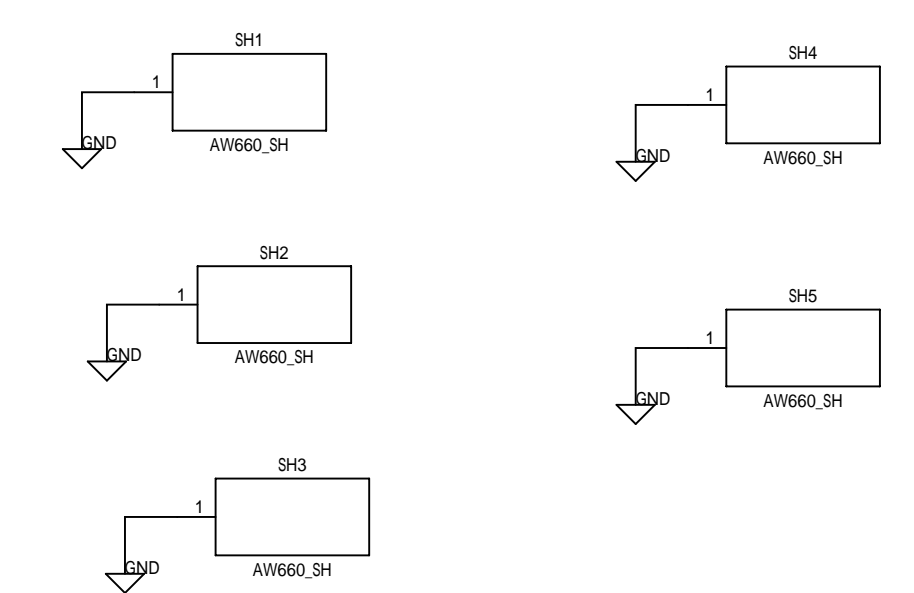 SH1
1
GND
AW660_SH
SH2
1
GND
AW660_SH
SH3
1
GND
AW660_SH
SH4
1
GND
AW660_SH
SH5
1
GND
AW660_SH